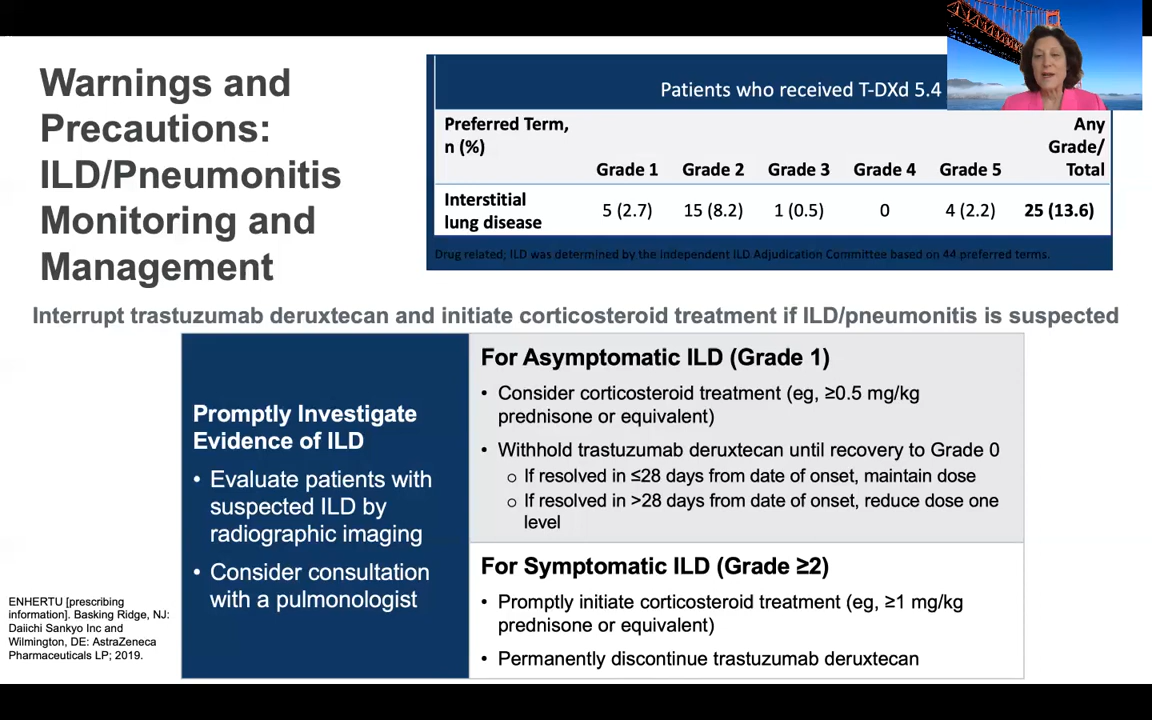 Warnings and
Precautions:
ILD/Pneumonitis
Monitoring and
Management
Patients who received T-DXd 5.4
Preferred Term,
n (%)
Grade 1 Grade 2 Grade 3 Grade 4 Grade 5 Any
Grade/
Total
Interstitial
lung disease
5 (2.7) 15 (8.2) 1 (0.5) 0 4 (2.2) 25 (13.6)
Drug related; ILD was determined by the Independent ILD Adjudication Committee based on 44 preferred terms.
Interrupt trastuzumab deruxtecan and initiate corticosteroid treatment if ILD/pneumonitis is suspected
Promptly Investigate
Evidence of ILD
• Evaluate patients with
suspected ILD by
radiographic imaging
• Consider consultation
with a pulmonologist
For Asymptomatic ILD (Grade 1)
• Consider corticosteroid treatment (eg, ≥0.5 mg/kg
prednisone or equivalent)
• Withhold trastuzumab deruxtecan until recovery to Grade 0
o If resolved in ≤28 days from date of onset, maintain dose
o If resolved in >28 days from date of onset, reduce dose one
level
For Symptomatic ILD (Grade ≥2)
• Promptly initiate corticosteroid treatment (eg, ≥1 mg/kg
prednisone or equivalent)
• Permanently discontinue trastuzumab deruxtecan
ENHERTU [prescribing
information]. Basking Ridge, NJ:
Daiichi Sankyo Inc and
Wilmington, DE: AstraZeneca
Pharmaceuticals LP; 2019.